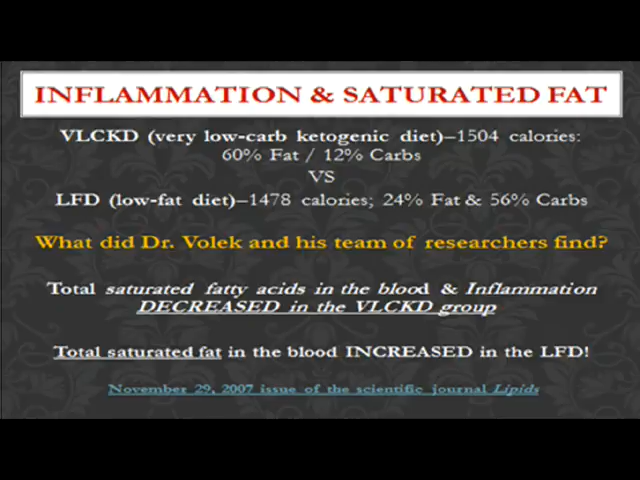 INFLAMMATION & SATURATED FAT
VLCKD (very low-carb ketogenic diet)–1504 calories:
60% Fat / 12% Carbs
VS
LFD (low-fat diet)–1478 calories; 24% Fat & 56% Carbs
What did Dr. Volek and his team of researchers find?
Total saturated fatty acids in the blood & Inflammation
DECREASED in the VLCKD group
Total saturated fat in the blood INCREASED in the LFD!
November 29, 2007 issue of the scientific journal Lipids